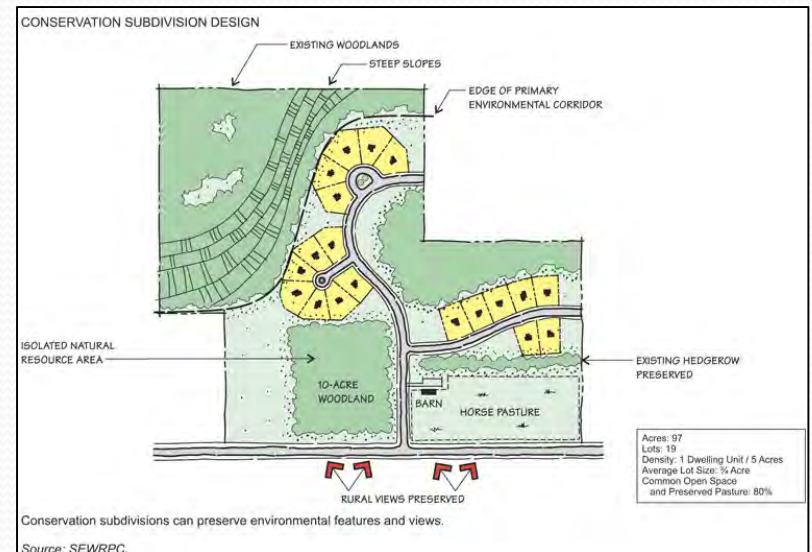 CONSERVATION SUBDIVISION DESIGN
EXISTING WOODLANDS
STEEP SLOPES
EDGE OF PRIMARY
ENVIRONMENTAL CORRIDOR
ISOLATED NATURAL
RESOURCE AREA
10-ACRE
WOODLAND
BARN
HORSE PASTURE
EXISTING HEDGEROW
PRESERVED
RURAL VIEWS PRESERVED
Acres: 97
Lots: 19
Density: 1 Dwelling Unit / 5 Acres
Average Lot Size: ¾ Acre
Common Open Space
and Preserved Pasture: 80%
Conservation subdivisions can preserve environmental features and views.
Source: SEWRPC.